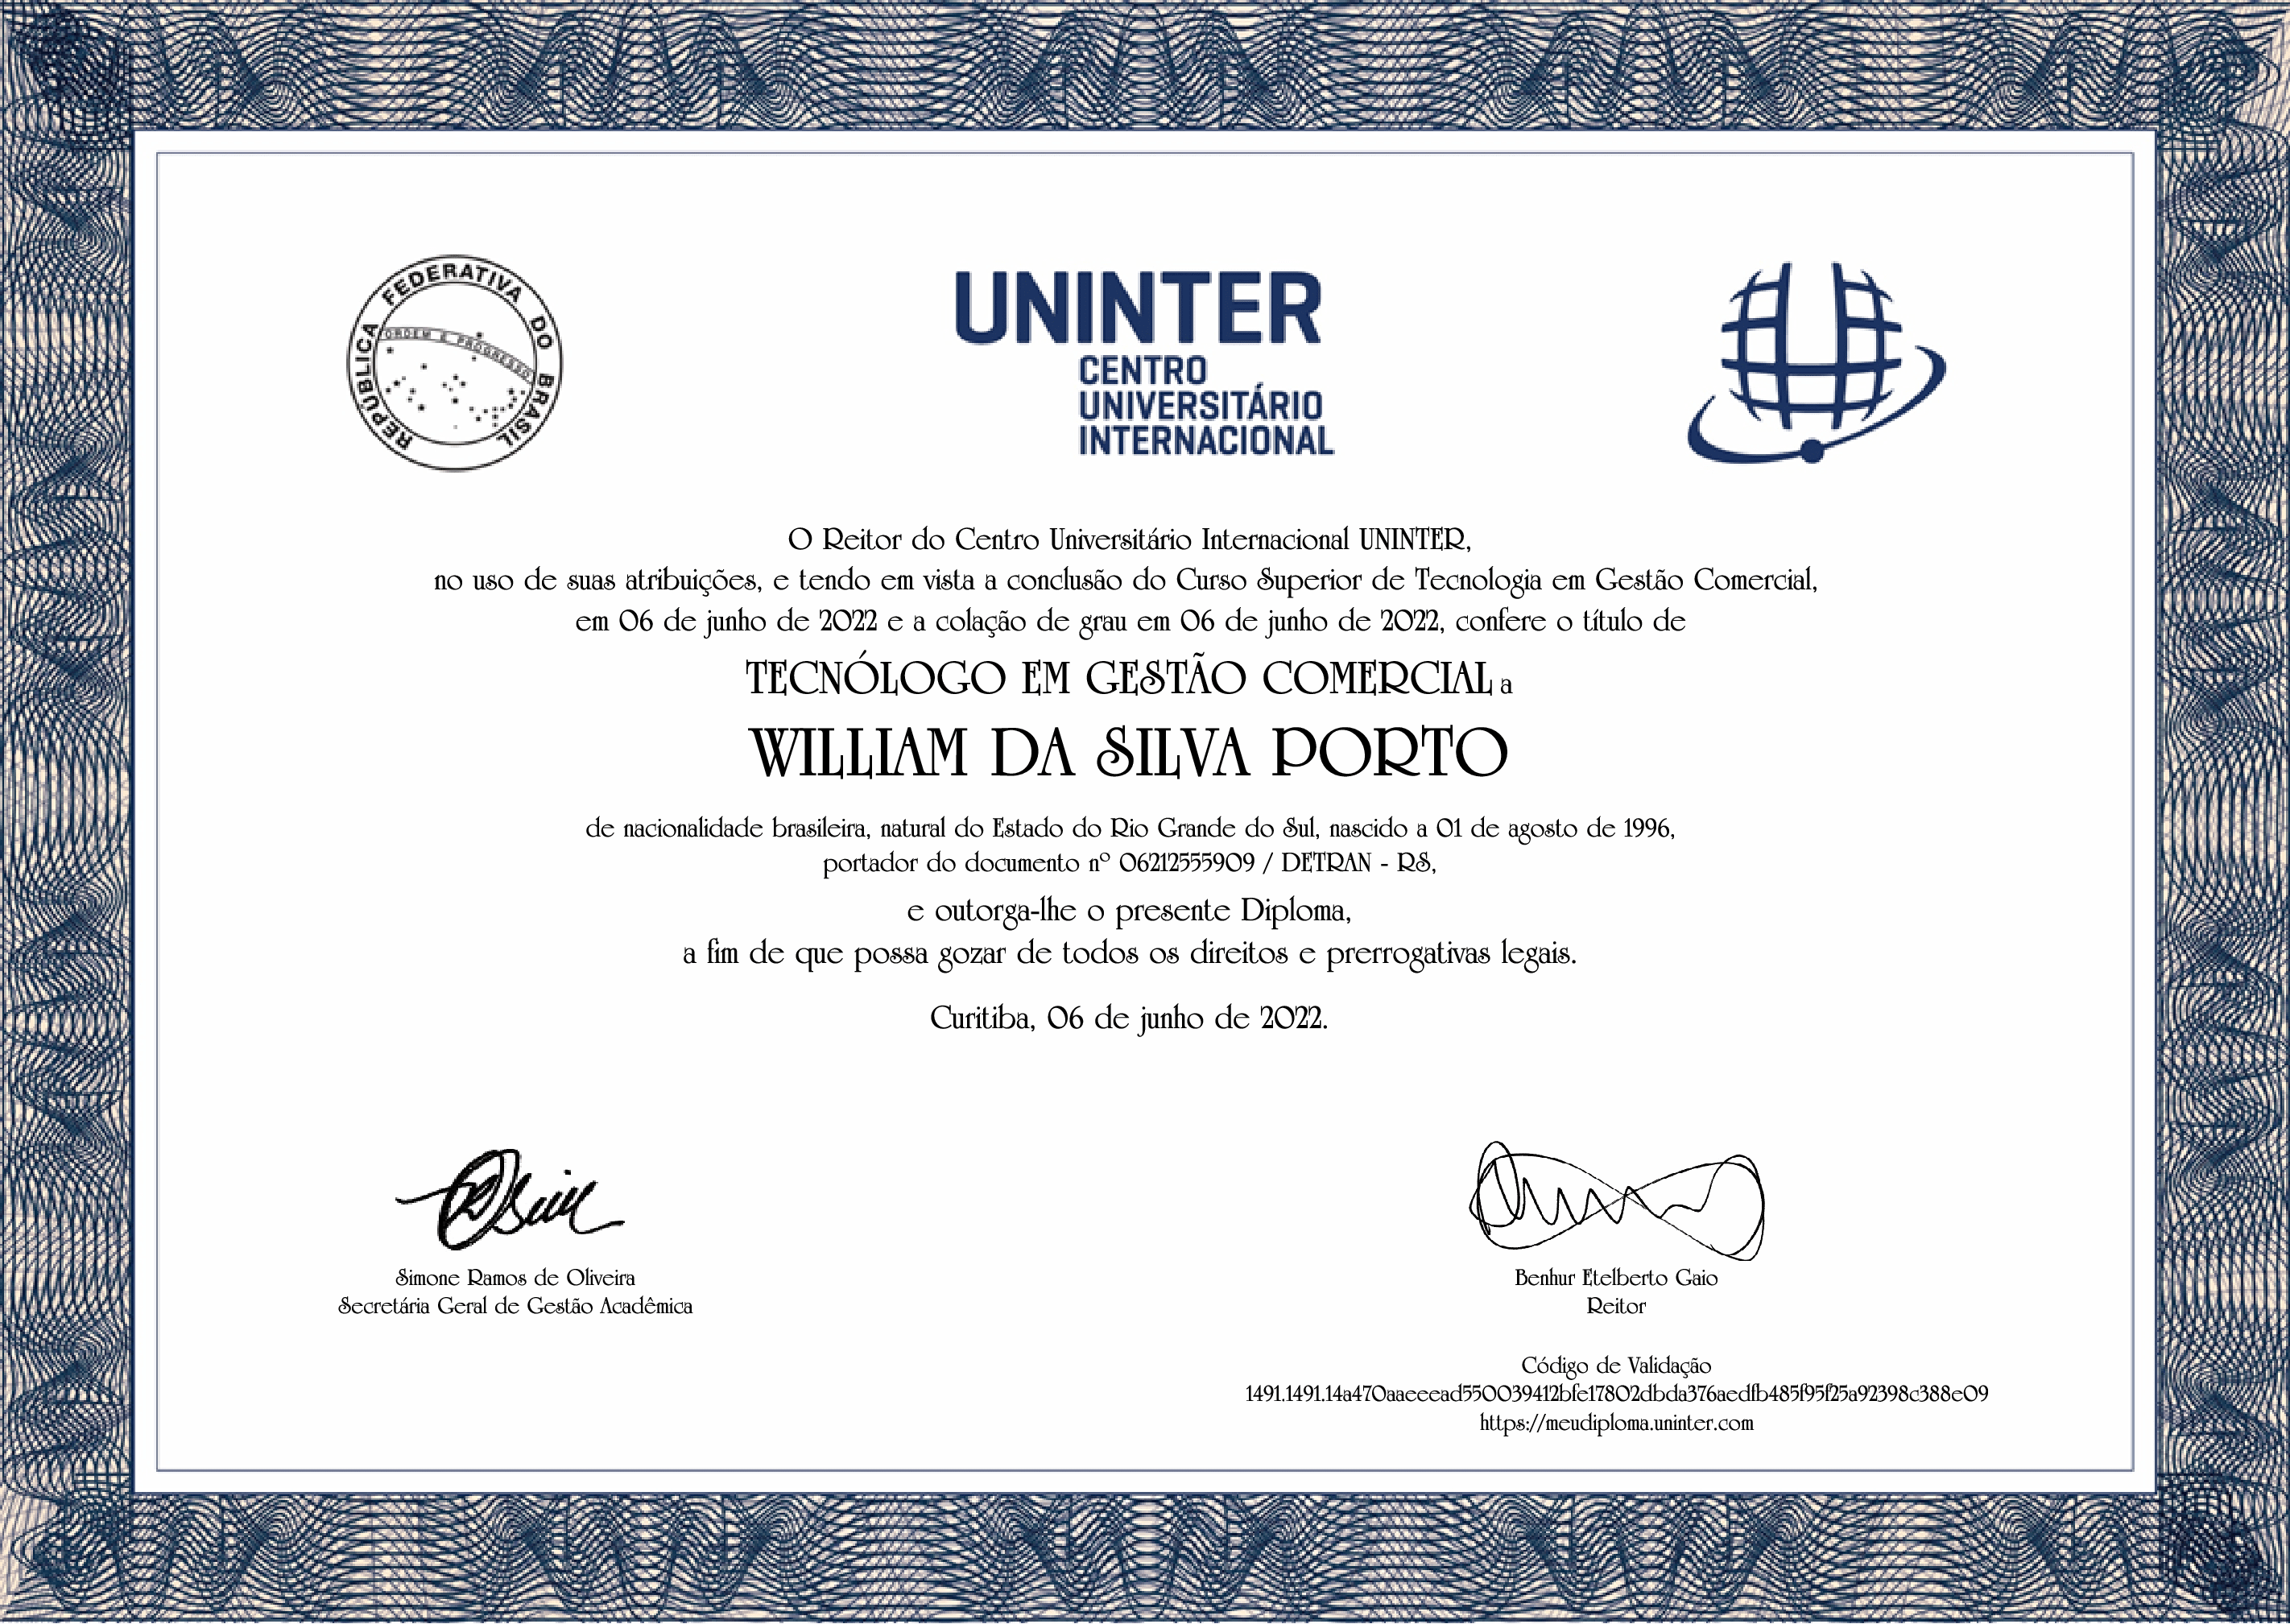 REPÚBLICA FEDERATIVA DO BRASIL
ORDEM E PROGRESSO
UNINTER
CENTRO
UNIVERSITÁRIO
INTERNACIONAL
O Reitor do Centro Universitário Internacional UNINTER,
no uso de suas atribuições, e tendo em vista a conclusão do Curso Superior de Tecnologia em Gestão Comercial,
em 06 de junho de 2022 e a colação de grau em 06 de junho de 2022, confere o título de
TECNÓLOGO EM GESTÃO COMERCIAL a
WILLIAM DA SILVA PORTO
de nacionalidade brasileira, natural do Estado do Rio Grande do Sul, nascido a 01 de agosto de 1996,
portador do documento nº 06212555909 / DETRAN - RS,
e outorga-lhe o presente Diploma,
a fim de que possa gozar de todos os direitos e prerrogativas legais.
Curitiba, 06 de junho de 2022.
Simone Ramos de Oliveira
Secretária Geral de Gestão Acadêmica
Benhur Etelberto Gaio
Reitor
Código de Validação
1491.1491.14a470aaeeead550039412bfe17802dbda376aedfb485f95f25a92398c388e09
https://meudiploma.uninter.com